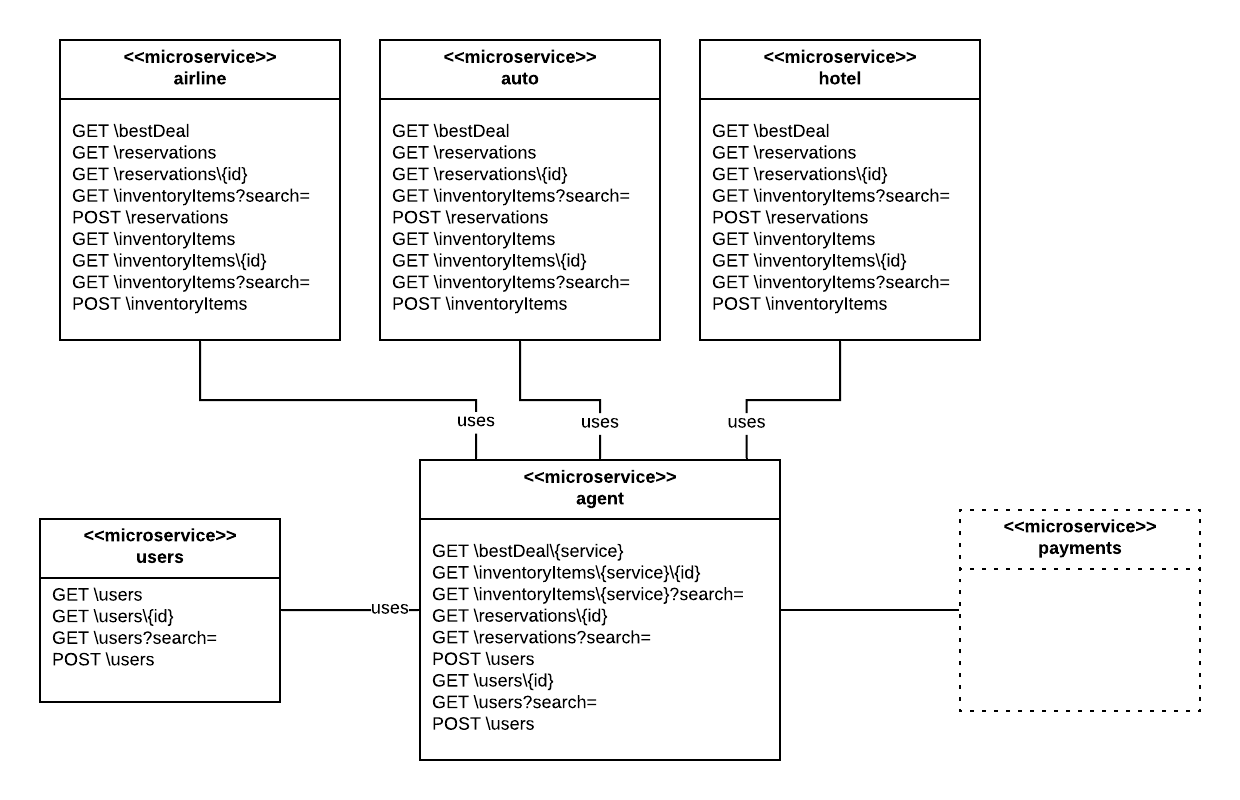 <<microservice>>
airline
GET \bestDeal
GET \reservations
GET \reservations\{id}
GET \inventoryItems?search=
POST \reservations
GET \inventoryItems
GET \inventoryItems\{id}
GET \inventoryItems?search=
POST \inventoryItems
<<microservice>>
auto
GET \bestDeal
GET \reservations
GET \reservations\{id}
GET \inventoryItems?search=
POST \reservations
GET \inventoryItems
GET \inventoryItems\{id}
GET \inventoryItems?search=
POST \inventoryItems
<<microservice>>
hotel
GET \bestDeal
GET \reservations
GET \reservations\{id}
GET \inventoryItems?search=
POST \reservations
GET \inventoryItems
GET \inventoryItems\{id}
GET \inventoryItems?search=
POST \inventoryItems
uses
uses
uses
<<microservice>>
users
GET \users
GET \users\{id}
GET \users?search=
POST \users
uses
<<microservice>>
agent
GET \bestDeal\{service}
GET \inventoryItems\{service}\{id}
GET \inventoryItems\{service}?search=
GET \reservations\{id}
GET \reservations?search=
POST \users
GET \users\{id}
GET \users?search=
POST \users
<<microservice>>
payments